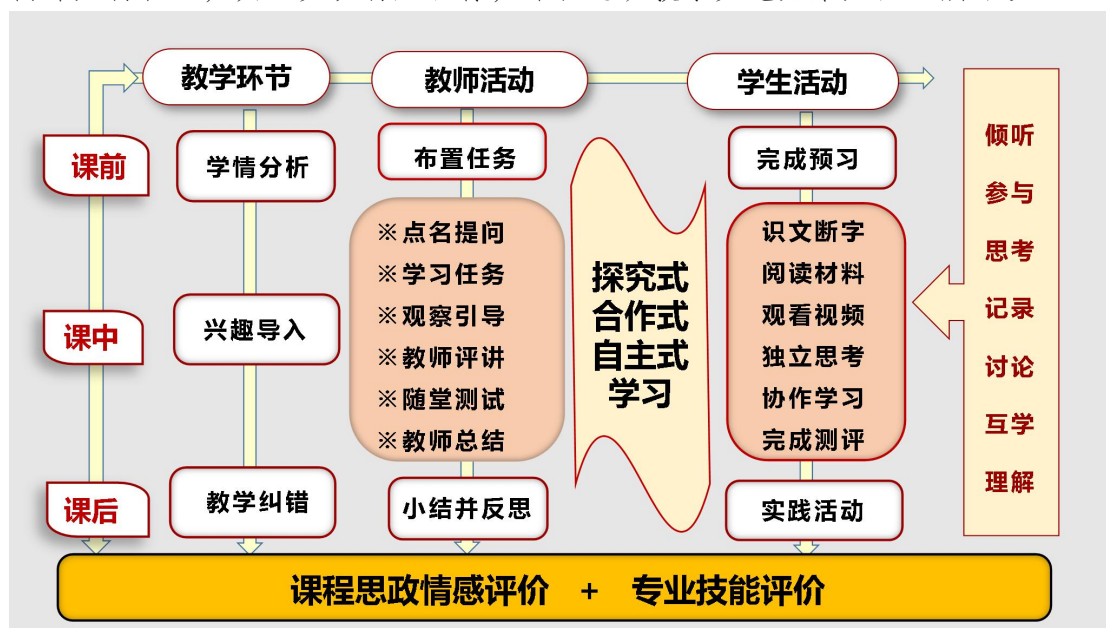 教学环节
教师活动
学生活动
课前
学情分析
布置任务
完成预习
课中
兴趣导入
※点名提问
※学习任务
※观察引导
※教师评讲
※随堂测试
※教师总结
探究式
合作式
自主式
学习
识文断字
阅读材料
观看视频
独立思考
协作学习
完成测评
课后
教学纠错
小结并反思
实践活动
倾听
参与
思考
记录
讨论
互学
理解
课程思政情感评价 + 专业技能评价